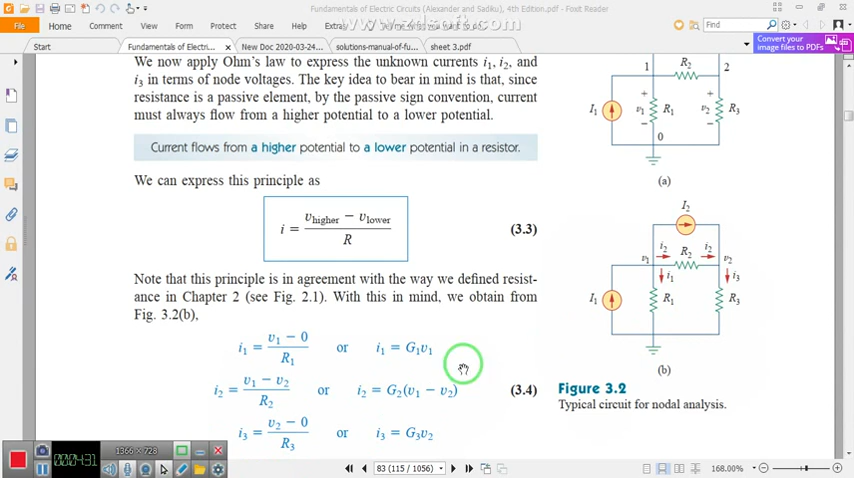 Fundamentals of Electric Circuits (Alexander and Sadiku), 4th Edition.pdf - Foxit Reader
File Home Comment View Form Protect Share Help Extras Find
Start Fundamentals of Electri... New Doc 2020-03-24... solutions-manual-of-fu... sheet 3.pdf
Convert your image files to PDFs
We now apply Ohm's law to express the unknown currents i₁, i₂, and
i₃ in terms of node voltages. The key idea to bear in mind is that, since
resistance is a passive element, by the passive sign convention, current
must always flow from a higher potential to a lower potential.
Current flows from a higher potential to a lower potential in a resistor.
We can express this principle as
i = (v_higher − v_lower) / R (3.3)
Note that this principle is in agreement with the way we defined resist-
ance in Chapter 2 (see Fig. 2.1). With this in mind, we obtain from
Fig. 3.2(b),
i₁ = (v₁ − 0) / R₁ or i₁ = G₁v₁
i₂ = (v₁ − v₂) / R₂ or i₂ = G₂(v₁ − v₂) (3.4)
i₃ = (v₂ − 0) / R₃ or i₃ = G₃v₂
1 R₂ 2
I₁ + v₁ − R₁ + v₂ − R₃
0
(a)
I₂
v₁ i₂ R₂ i₂ v₂
i₁ i₃
I₁ R₁ R₃
(b)
Figure 3.2
Typical circuit for nodal analysis.
1366 x 728
00:04:31
83 (115 / 1056)
168.00%